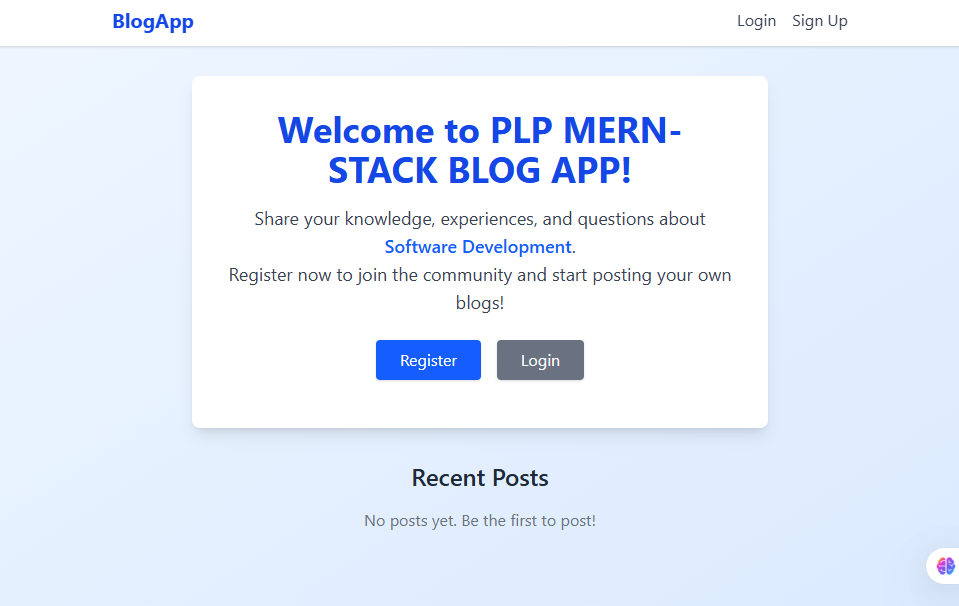 BlogApp
Login Sign Up
Welcome to PLP MERN-
STACK BLOG APP!
Share your knowledge, experiences, and questions about
Software Development.
Register now to join the community and start posting your own
blogs!
Register Login
Recent Posts
No posts yet. Be the first to post!